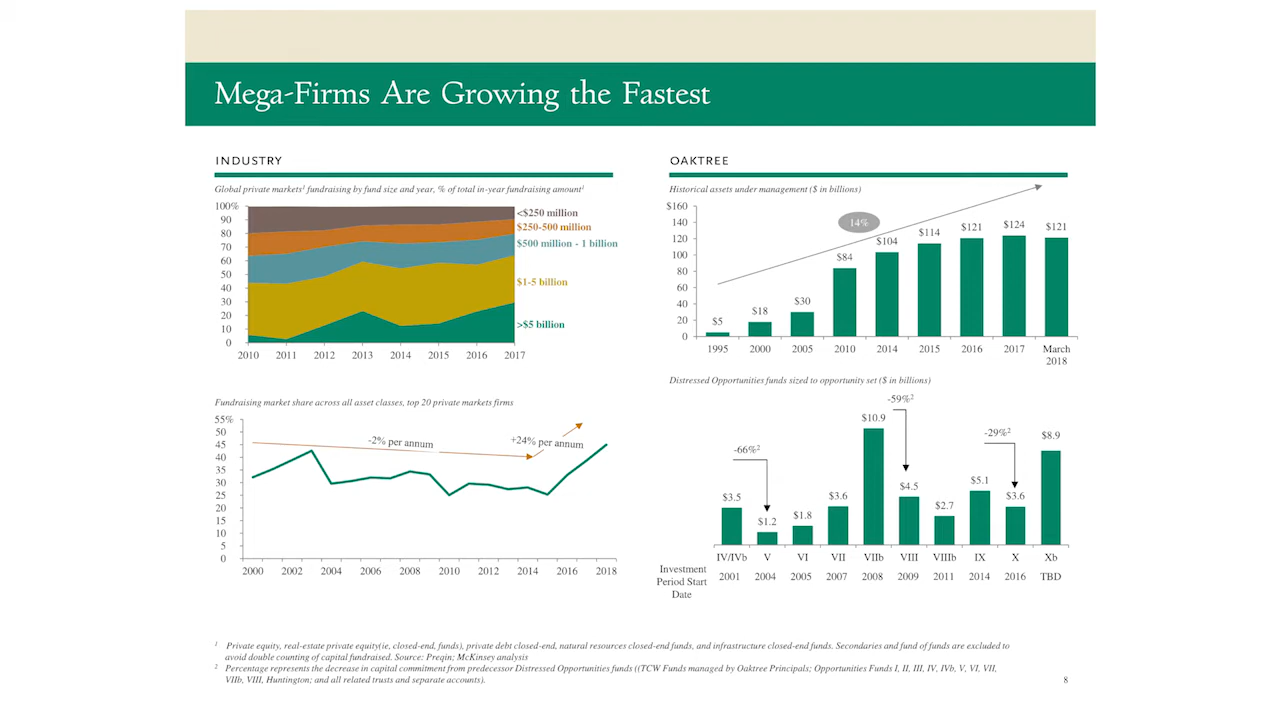 Mega-Firms Are Growing the Fastest
INDUSTRY
Global private markets¹ fundraising by fund size and year, % of total in-year fundraising amount¹
100%
90
80
70
60
50
40
30
20
10
0
<$250 million
$250-500 million
$500 million - 1 billion
$1-5 billion
>$5 billion
2010 2011 2012 2013 2014 2015 2016 2017
Fundraising market share across all asset classes, top 20 private markets firms
55%
50
45
40
35
30
25
20
15
10
5
0
-2% per annum
+24% per annum
2000 2002 2004 2006 2008 2010 2012 2014 2016 2018
OAKTREE
Historical assets under management ($ in billions)
$160
140
120
100
80
60
40
20
0
14%
$5 $18 $30 $84 $104 $114 $121 $124 $121
1995 2000 2005 2010 2014 2015 2016 2017 March
2018
Distressed Opportunities funds sized to opportunity set ($ in billions)
-66%²
-59%²
-29%²
$3.5 $1.2 $1.8 $3.6 $10.9 $4.5 $2.7 $5.1 $3.6 $8.9
IV/IVb V VI VII VIIb VIII VIIIb IX X Xb
Investment
Period Start
Date
2001 2004 2005 2007 2008 2009 2011 2014 2016 TBD
¹ Private equity, real-estate private equity(ie, closed-end, funds), private debt closed-end, natural resources closed-end funds, and infrastructure closed-end funds. Secondaries and fund of funds are excluded to
avoid double counting of capital fundraised. Source: Preqin; McKinsey analysis
² Percentage represents the decrease in capital commitment from predecessor Distressed Opportunities funds ((TCW Funds managed by Oaktree Principals; Opportunities Funds I, II, III, IV, IVb, V, VI, VII,
VIIb, VIII, Huntington; and all related trusts and separate accounts).
8